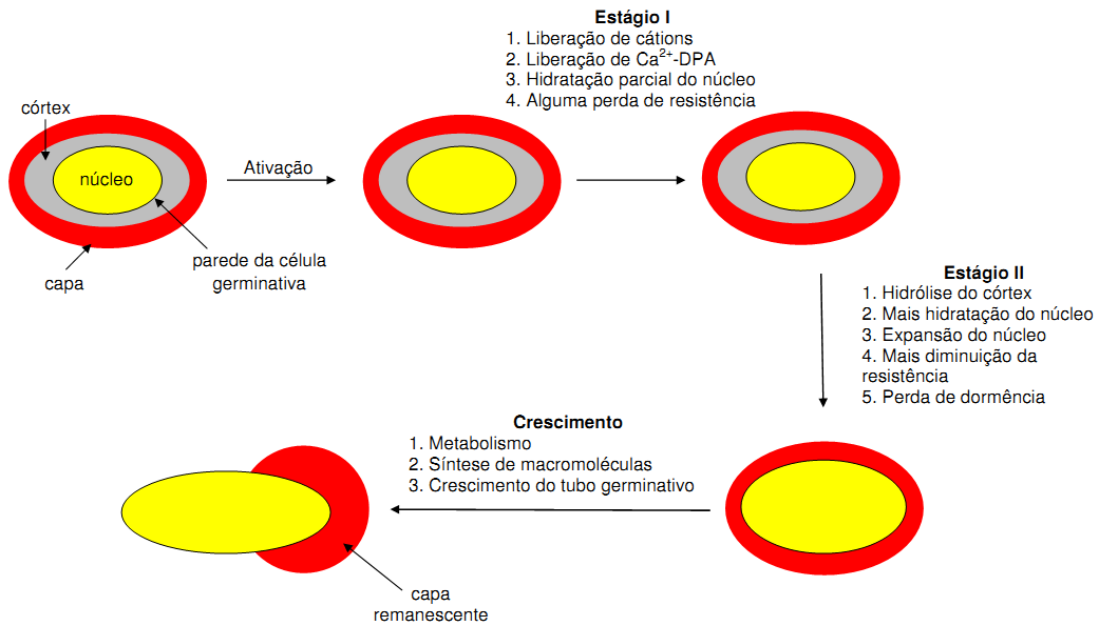 Estágio I
1. Liberação de cátions
2. Liberação de Ca²⁺-DPA
3. Hidratação parcial do núcleo
4. Alguma perda de resistência
córtex
núcleo
Ativação
parede da célula
germinativa
capa
Estágio II
1. Hidrólise do córtex
2. Mais hidratação do núcleo
3. Expansão do núcleo
4. Mais diminuição da
resistência
5. Perda de dormência
Crescimento
1. Metabolismo
2. Síntese de macromoléculas
3. Crescimento do tubo germinativo
capa
remanescente